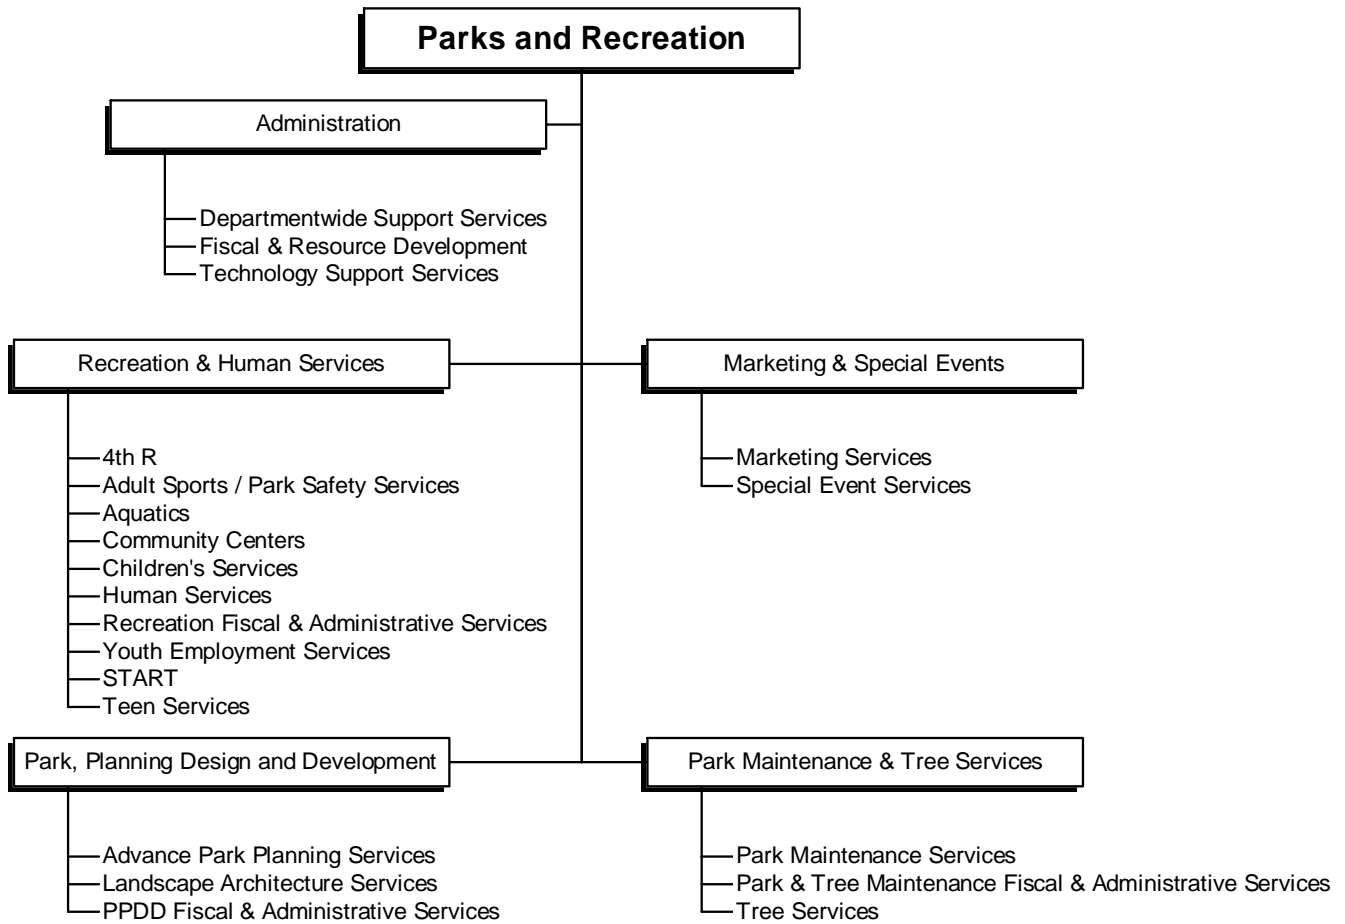 Parks and Recreation
Administration
Departmentwide Support Services
Fiscal & Resource Development
Technology Support Services
Recreation & Human Services
4th R
Adult Sports / Park Safety Services
Aquatics
Community Centers
Children's Services
Human Services
Recreation Fiscal & Administrative Services
Youth Employment Services
START
Teen Services
Marketing & Special Events
Marketing Services
Special Event Services
Park, Planning Design and Development
Advance Park Planning Services
Landscape Architecture Services
PPDD Fiscal & Administrative Services
Park Maintenance & Tree Services
Park Maintenance Services
Park & Tree Maintenance Fiscal & Administrative Services
Tree Services